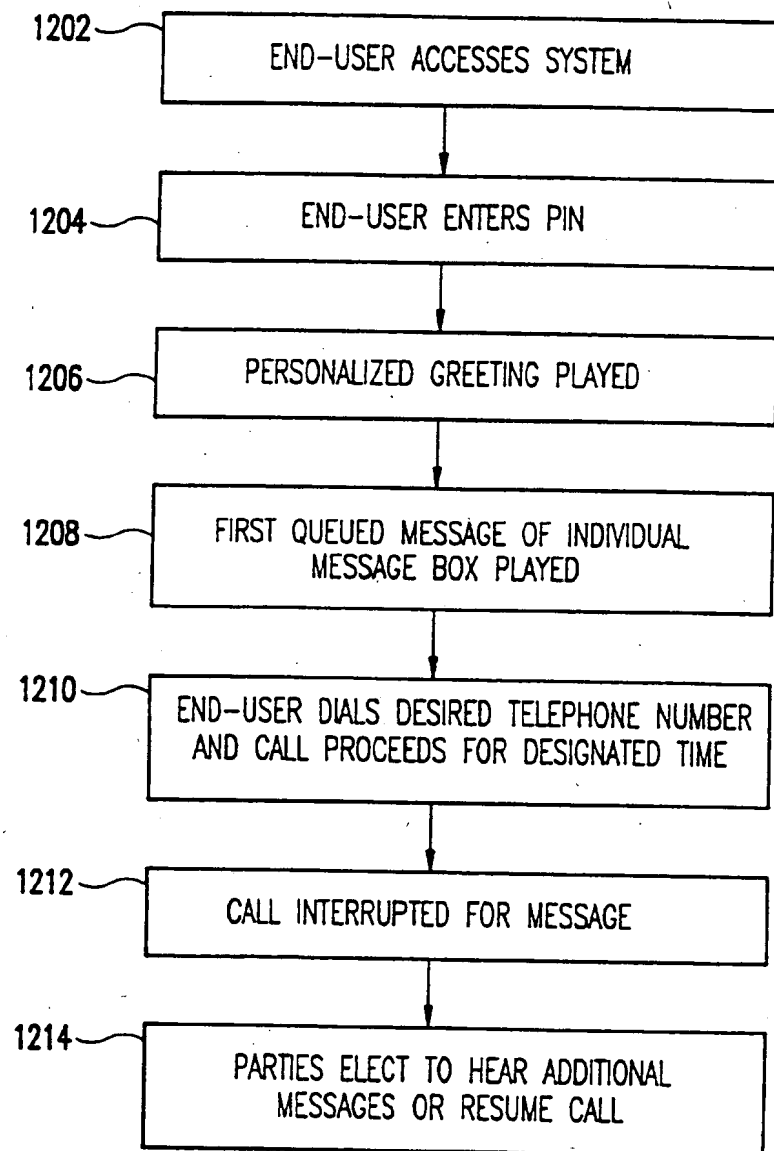 1202
END-USER ACCESSES SYSTEM
1204
END-USER ENTERS PIN
1206
PERSONALIZED GREETING PLAYED
1208
FIRST QUEUED MESSAGE OF INDIVIDUAL
MESSAGE BOX PLAYED
1210
END-USER DIALS DESIRED TELEPHONE NUMBER
AND CALL PROCEEDS FOR DESIGNATED TIME
1212
CALL INTERRUPTED FOR MESSAGE
1214
PARTIES ELECT TO HEAR ADDITIONAL
MESSAGES OR RESUME CALL